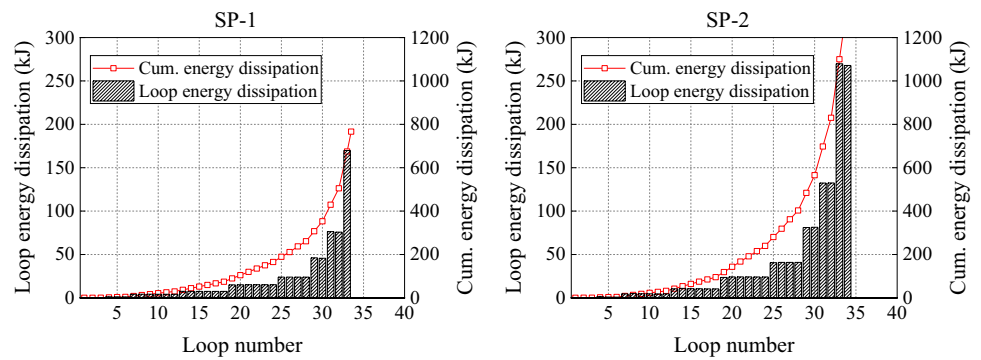 SP-1
SP-2
Loop energy dissipation (kJ)
300
250
200
150
100
50
0
Cum. energy dissipation
Loop energy dissipation
1200
1000
800
600
400
200
0
Cum. energy dissipation (kJ)
5 10 15 20 25 30 35 40
Loop number
Loop energy dissipation (kJ)
300
250
200
150
100
50
0
Cum. energy dissipation
Loop energy dissipation
1200
1000
800
600
400
200
0
Cum. energy dissipation (kJ)
5 10 15 20 25 30 35 40
Loop number